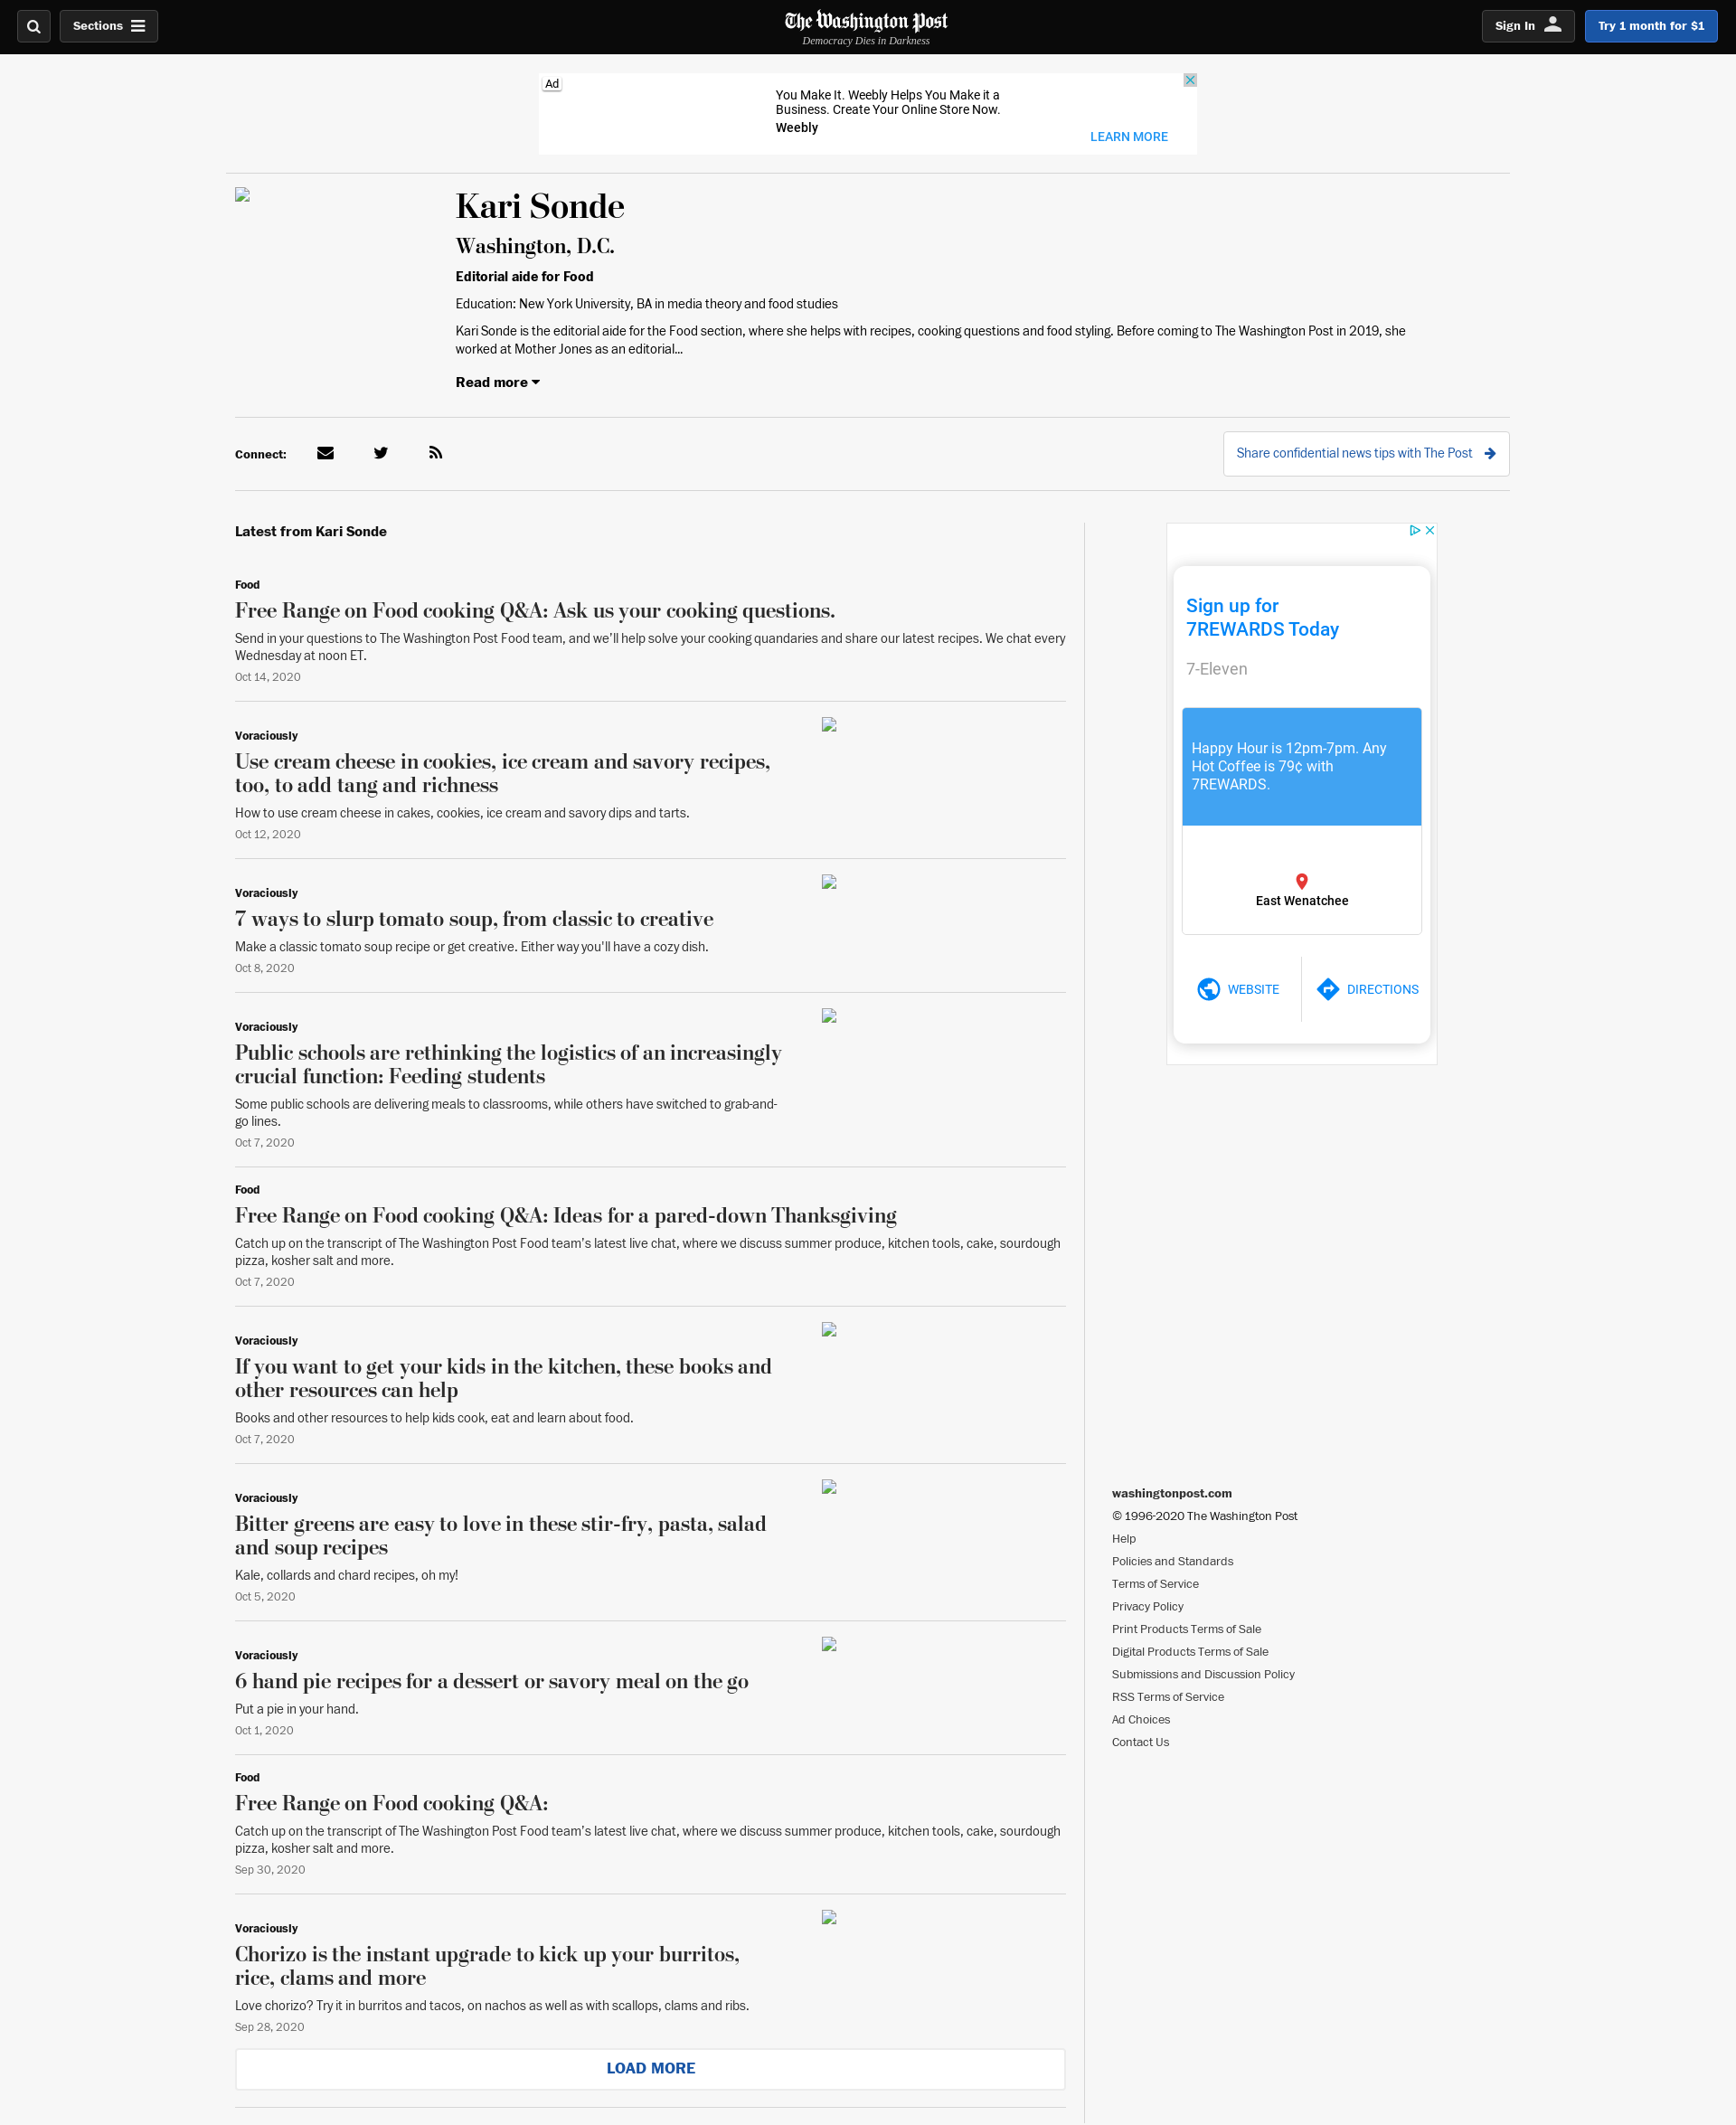 Sections
The Washington Post
Democracy Dies in Darkness
Sign In
Try 1 month for $1
Ad
You Make It. Weebly Helps You Make it a
Business. Create Your Online Store Now.
Weebly
LEARN MORE
Kari Sonde
Washington, D.C.
Editorial aide for Food
Education: New York University, BA in media theory and food studies
Kari Sonde is the editorial aide for the Food section, where she helps with recipes, cooking questions and food styling. Before coming to The Washington Post in 2019, she
worked at Mother Jones as an editorial...
Read more
Connect:
Share confidential news tips with The Post
Latest from Kari Sonde
Food
Free Range on Food cooking Q&A: Ask us your cooking questions.
Send in your questions to The Washington Post Food team, and we’ll help solve your cooking quandaries and share our latest recipes. We chat every
Wednesday at noon ET.
Oct 14, 2020
Voraciously
Use cream cheese in cookies, ice cream and savory recipes,
too, to add tang and richness
How to use cream cheese in cakes, cookies, ice cream and savory dips and tarts.
Oct 12, 2020
Voraciously
7 ways to slurp tomato soup, from classic to creative
Make a classic tomato soup recipe or get creative. Either way you'll have a cozy dish.
Oct 8, 2020
Voraciously
Public schools are rethinking the logistics of an increasingly
crucial function: Feeding students
Some public schools are delivering meals to classrooms, while others have switched to grab-and-
go lines.
Oct 7, 2020
Food
Free Range on Food cooking Q&A: Ideas for a pared-down Thanksgiving
Catch up on the transcript of The Washington Post Food team’s latest live chat, where we discuss summer produce, kitchen tools, cake, sourdough
pizza, kosher salt and more.
Oct 7, 2020
Voraciously
If you want to get your kids in the kitchen, these books and
other resources can help
Books and other resources to help kids cook, eat and learn about food.
Oct 7, 2020
Voraciously
Bitter greens are easy to love in these stir-fry, pasta, salad
and soup recipes
Kale, collards and chard recipes, oh my!
Oct 5, 2020
Voraciously
6 hand pie recipes for a dessert or savory meal on the go
Put a pie in your hand.
Oct 1, 2020
Food
Free Range on Food cooking Q&A:
Catch up on the transcript of The Washington Post Food team’s latest live chat, where we discuss summer produce, kitchen tools, cake, sourdough
pizza, kosher salt and more.
Sep 30, 2020
Voraciously
Chorizo is the instant upgrade to kick up your burritos,
rice, clams and more
Love chorizo? Try it in burritos and tacos, on nachos as well as with scallops, clams and ribs.
Sep 28, 2020
LOAD MORE
Sign up for
7REWARDS Today
7-Eleven
Happy Hour is 12pm-7pm. Any
Hot Coffee is 79¢ with
7REWARDS.
East Wenatchee
WEBSITE
DIRECTIONS
washingtonpost.com
© 1996-2020 The Washington Post
Help
Policies and Standards
Terms of Service
Privacy Policy
Print Products Terms of Sale
Digital Products Terms of Sale
Submissions and Discussion Policy
RSS Terms of Service
Ad Choices
Contact Us